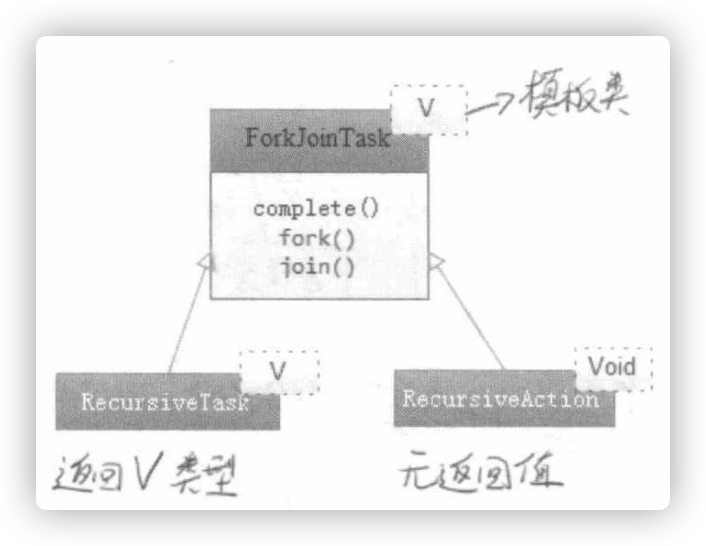 V
→模板类
ForkJoinTask
complete()
fork()
join()
V
Void
RecursiveTask
RecursiveAction
返回V类型
无返回值